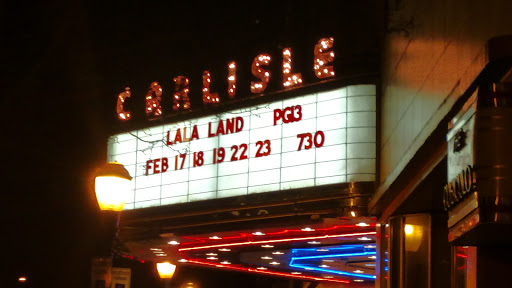 CARLISLE
LALA LAND PG13
FEB 17 18 19 22 23 730